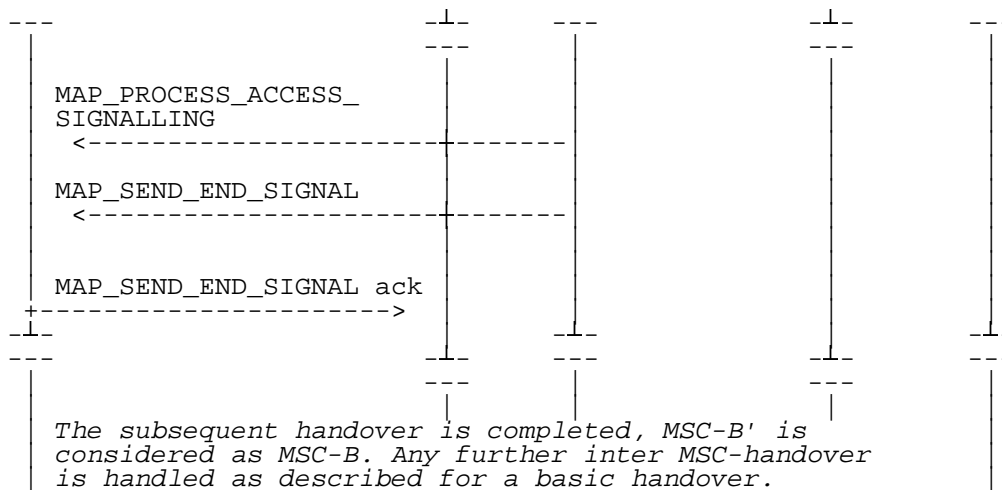 MAP_PROCESS_ACCESS_
SIGNALLING
MAP_SEND_END_SIGNAL
MAP_SEND_END_SIGNAL ack
The subsequent handover is completed, MSC-B' is
considered as MSC-B. Any further inter MSC-handover
is handled as described for a basic handover.